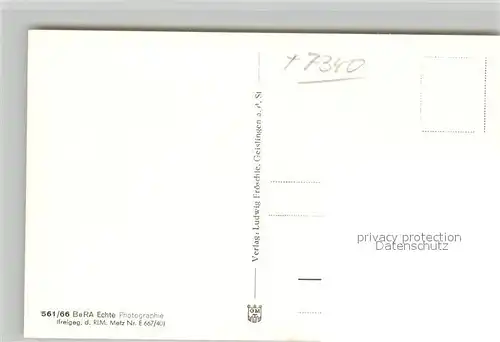 + 7340
Verlag: Ludwig Fröschle, Geislingen a. d. St
privacy protection
Datenschutz
561/66 BeRA Echte Photographie
(freigeg. d. RLM. Metz Nr. E 667/40)